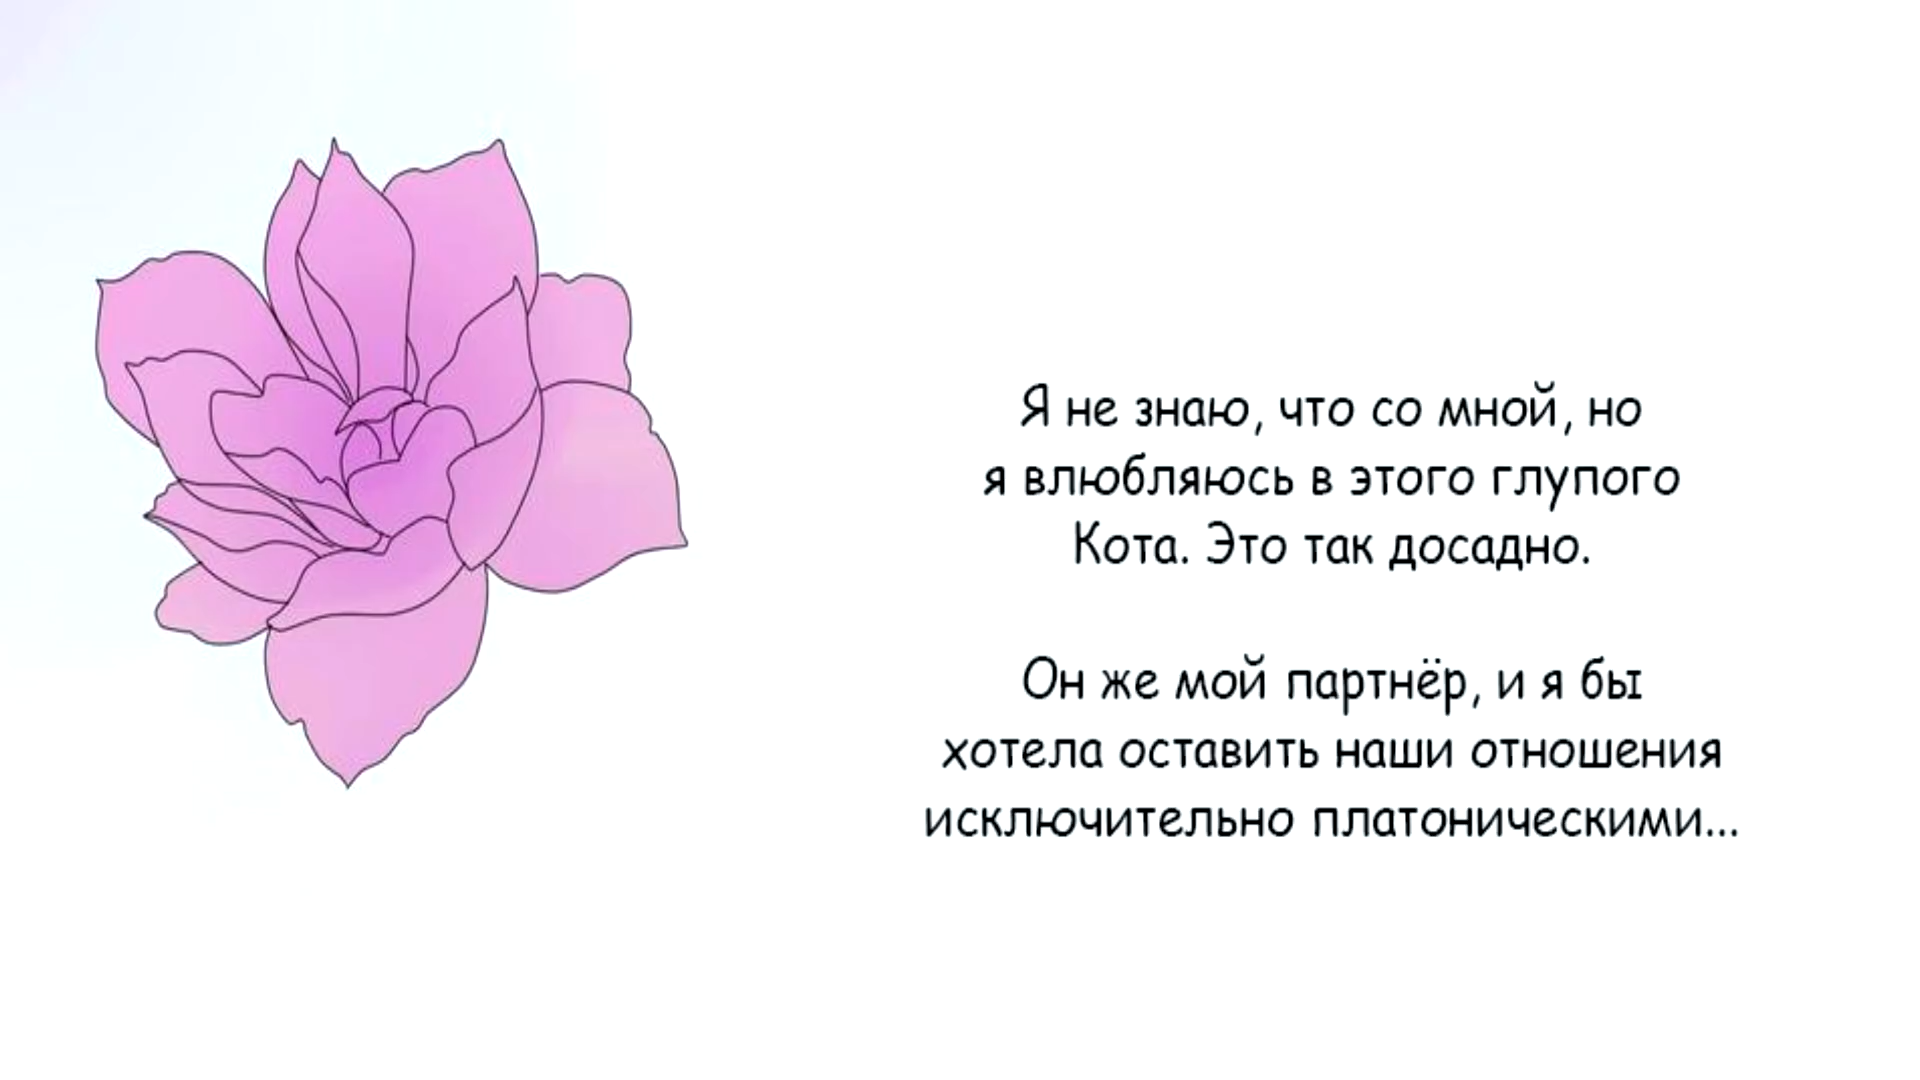 Я не знаю, что со мной, но
я влюбляюсь в этого глупого
Кота. Это так досадно.
Он же мой партнёр, и я бы
хотела оставить наши отношения
исключительно платоническими...